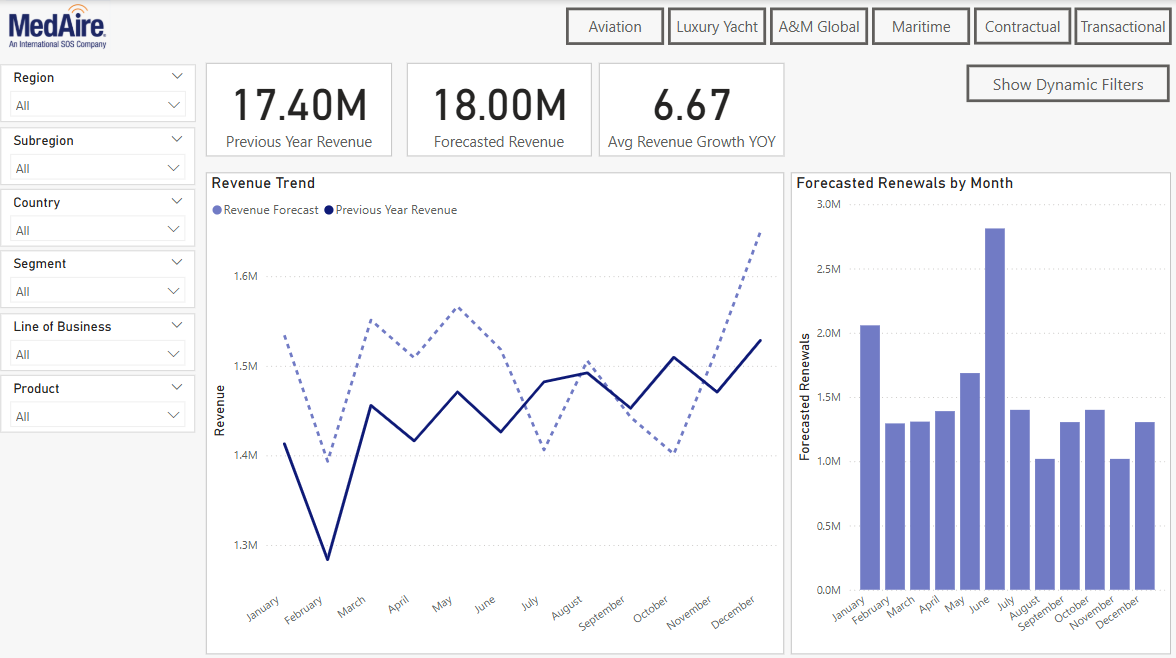 MedAire
An International SOS Company
Aviation
Luxury Yacht
A&M Global
Maritime
Contractual
Transactional
Show Dynamic Filters
Region
All
Subregion
All
Country
All
Segment
All
Line of Business
All
Product
All
17.40M
Previous Year Revenue
18.00M
Forecasted Revenue
6.67
Avg Revenue Growth YOY
Revenue Trend
Revenue Forecast
Previous Year Revenue
Revenue
1.6M
1.5M
1.4M
1.3M
January
February
March
April
May
June
July
August
September
October
November
December
Forecasted Renewals by Month
Forecasted Renewals
3.0M
2.5M
2.0M
1.5M
1.0M
0.5M
0.0M
January
February
March
April
May
June
July
August
September
October
November
December